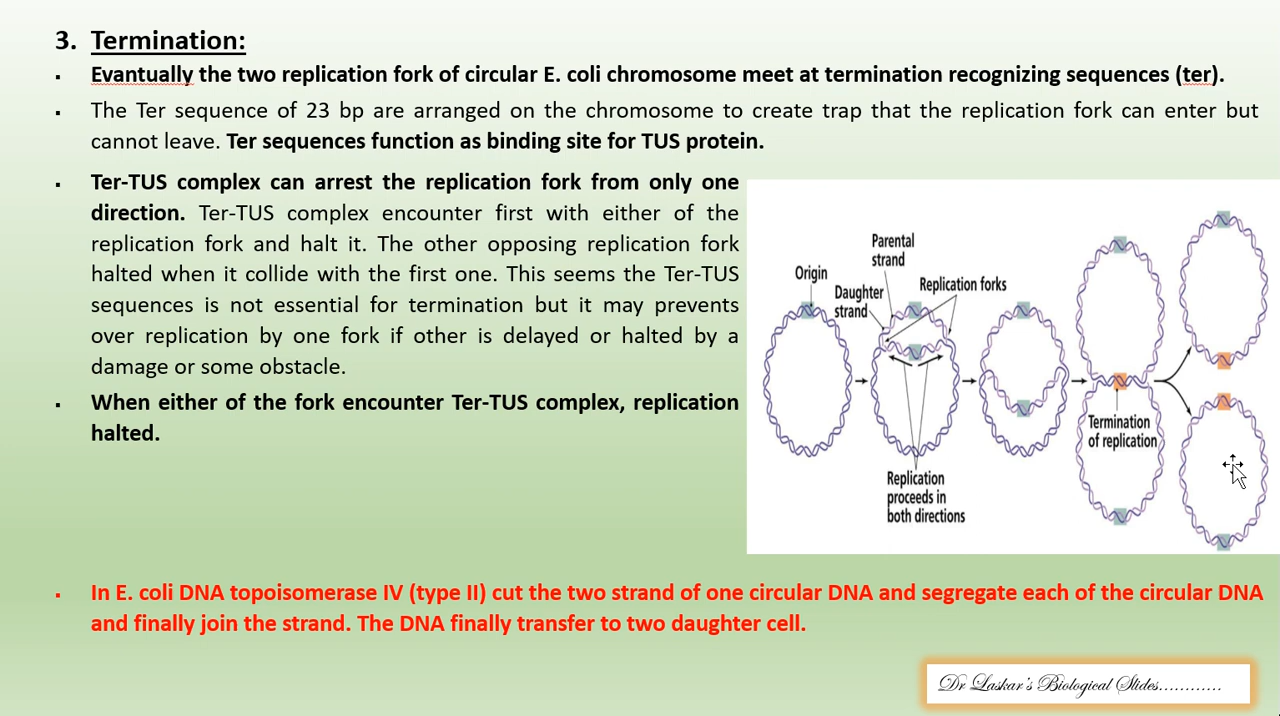 3. Termination:
▪ Evantually the two replication fork of circular E. coli chromosome meet at termination recognizing sequences (ter).
▪ The Ter sequence of 23 bp are arranged on the chromosome to create trap that the replication fork can enter but
cannot leave. Ter sequences function as binding site for TUS protein.
▪ Ter-TUS complex can arrest the replication fork from only one
direction. Ter-TUS complex encounter first with either of the
replication fork and halt it. The other opposing replication fork
halted when it collide with the first one. This seems the Ter-TUS
sequences is not essential for termination but it may prevents
over replication by one fork if other is delayed or halted by a
damage or some obstacle.
▪ When either of the fork encounter Ter-TUS complex, replication
halted.
Origin
Parental
strand
Daughter
strand
Replication forks
Replication
proceeds in
both directions
Termination
of replication
▪ In E. coli DNA topoisomerase IV (type II) cut the two strand of one circular DNA and segregate each of the circular DNA
and finally join the strand. The DNA finally transfer to two daughter cell.
Dr Laskar's Biological Slides............